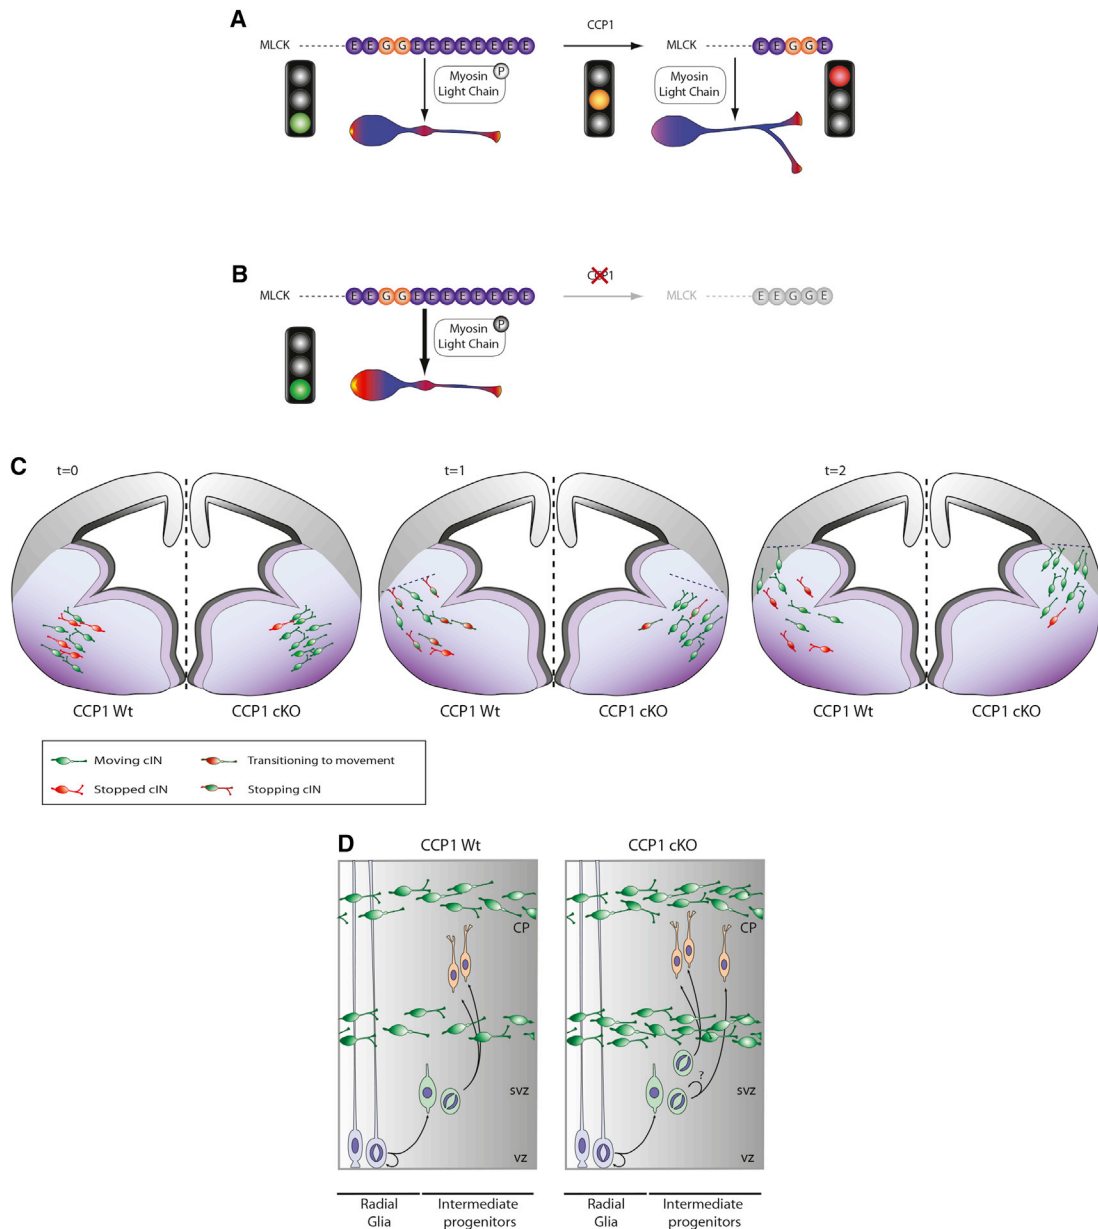 A
MLCK
E E G G E E E E E E E E
CCP1
MLCK
E E G G E
Myosin
Light Chain
P
Myosin
Light Chain
B
MLCK
E E G G E E E E E E E E
CCP1
MLCK
E E G G E
Myosin
Light Chain
P
C
t=0
t=1
t=2
CCP1 Wt
CCP1 cKO
CCP1 Wt
CCP1 cKO
CCP1 Wt
CCP1 cKO
Moving cIN
Transitioning to movement
Stopped cIN
Stopping cIN
D
CCP1 Wt
CCP1 cKO
CP
CP
?
SVZ
SVZ
VZ
VZ
Radial
Glia
Intermediate
progenitors
Radial
Glia
Intermediate
progenitors